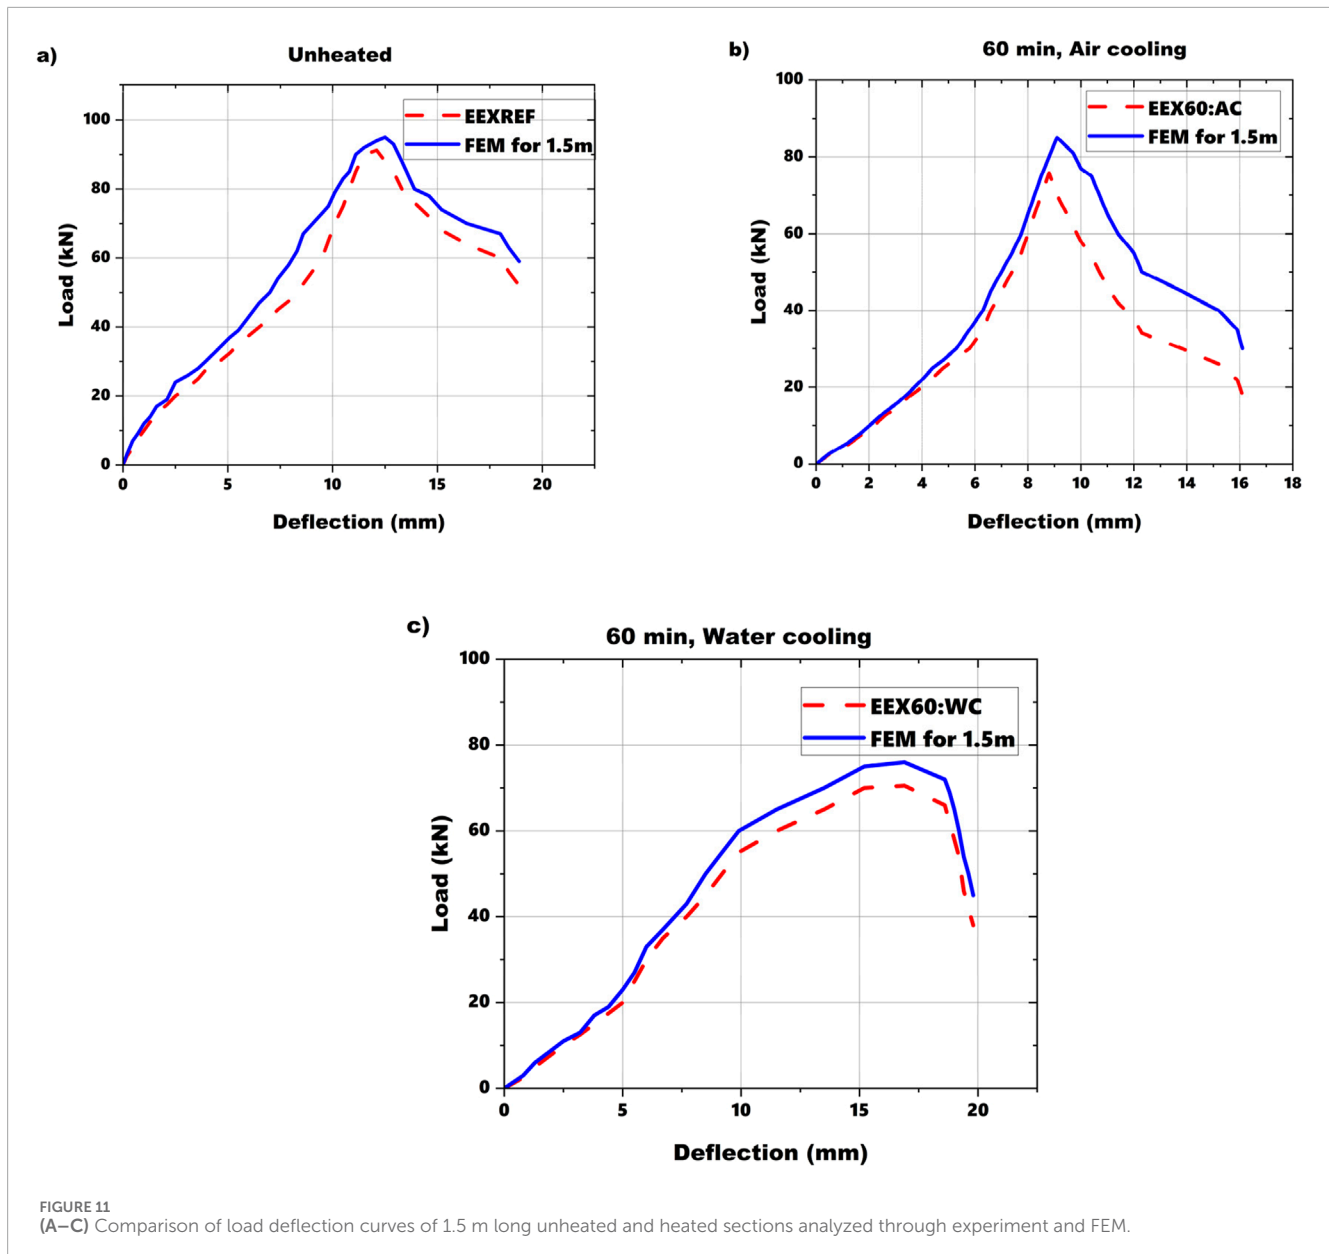 a)
Unheated
EEXREF
FEM for 1.5m
100
80
60
40
20
0
Load (kN)
0 5 10 15 20
Deflection (mm)
b)
60 min, Air cooling
EEX60:AC
FEM for 1.5m
100
80
60
40
20
0
Load (kN)
0 2 4 6 8 10 12 14 16 18
Deflection (mm)
c)
60 min, Water cooling
EEX60:WC
FEM for 1.5m
100
80
60
40
20
0
Load (kN)
0 5 10 15 20
Deflection (mm)
FIGURE 11
(A–C) Comparison of load deflection curves of 1.5 m long unheated and heated sections analyzed through experiment and FEM.